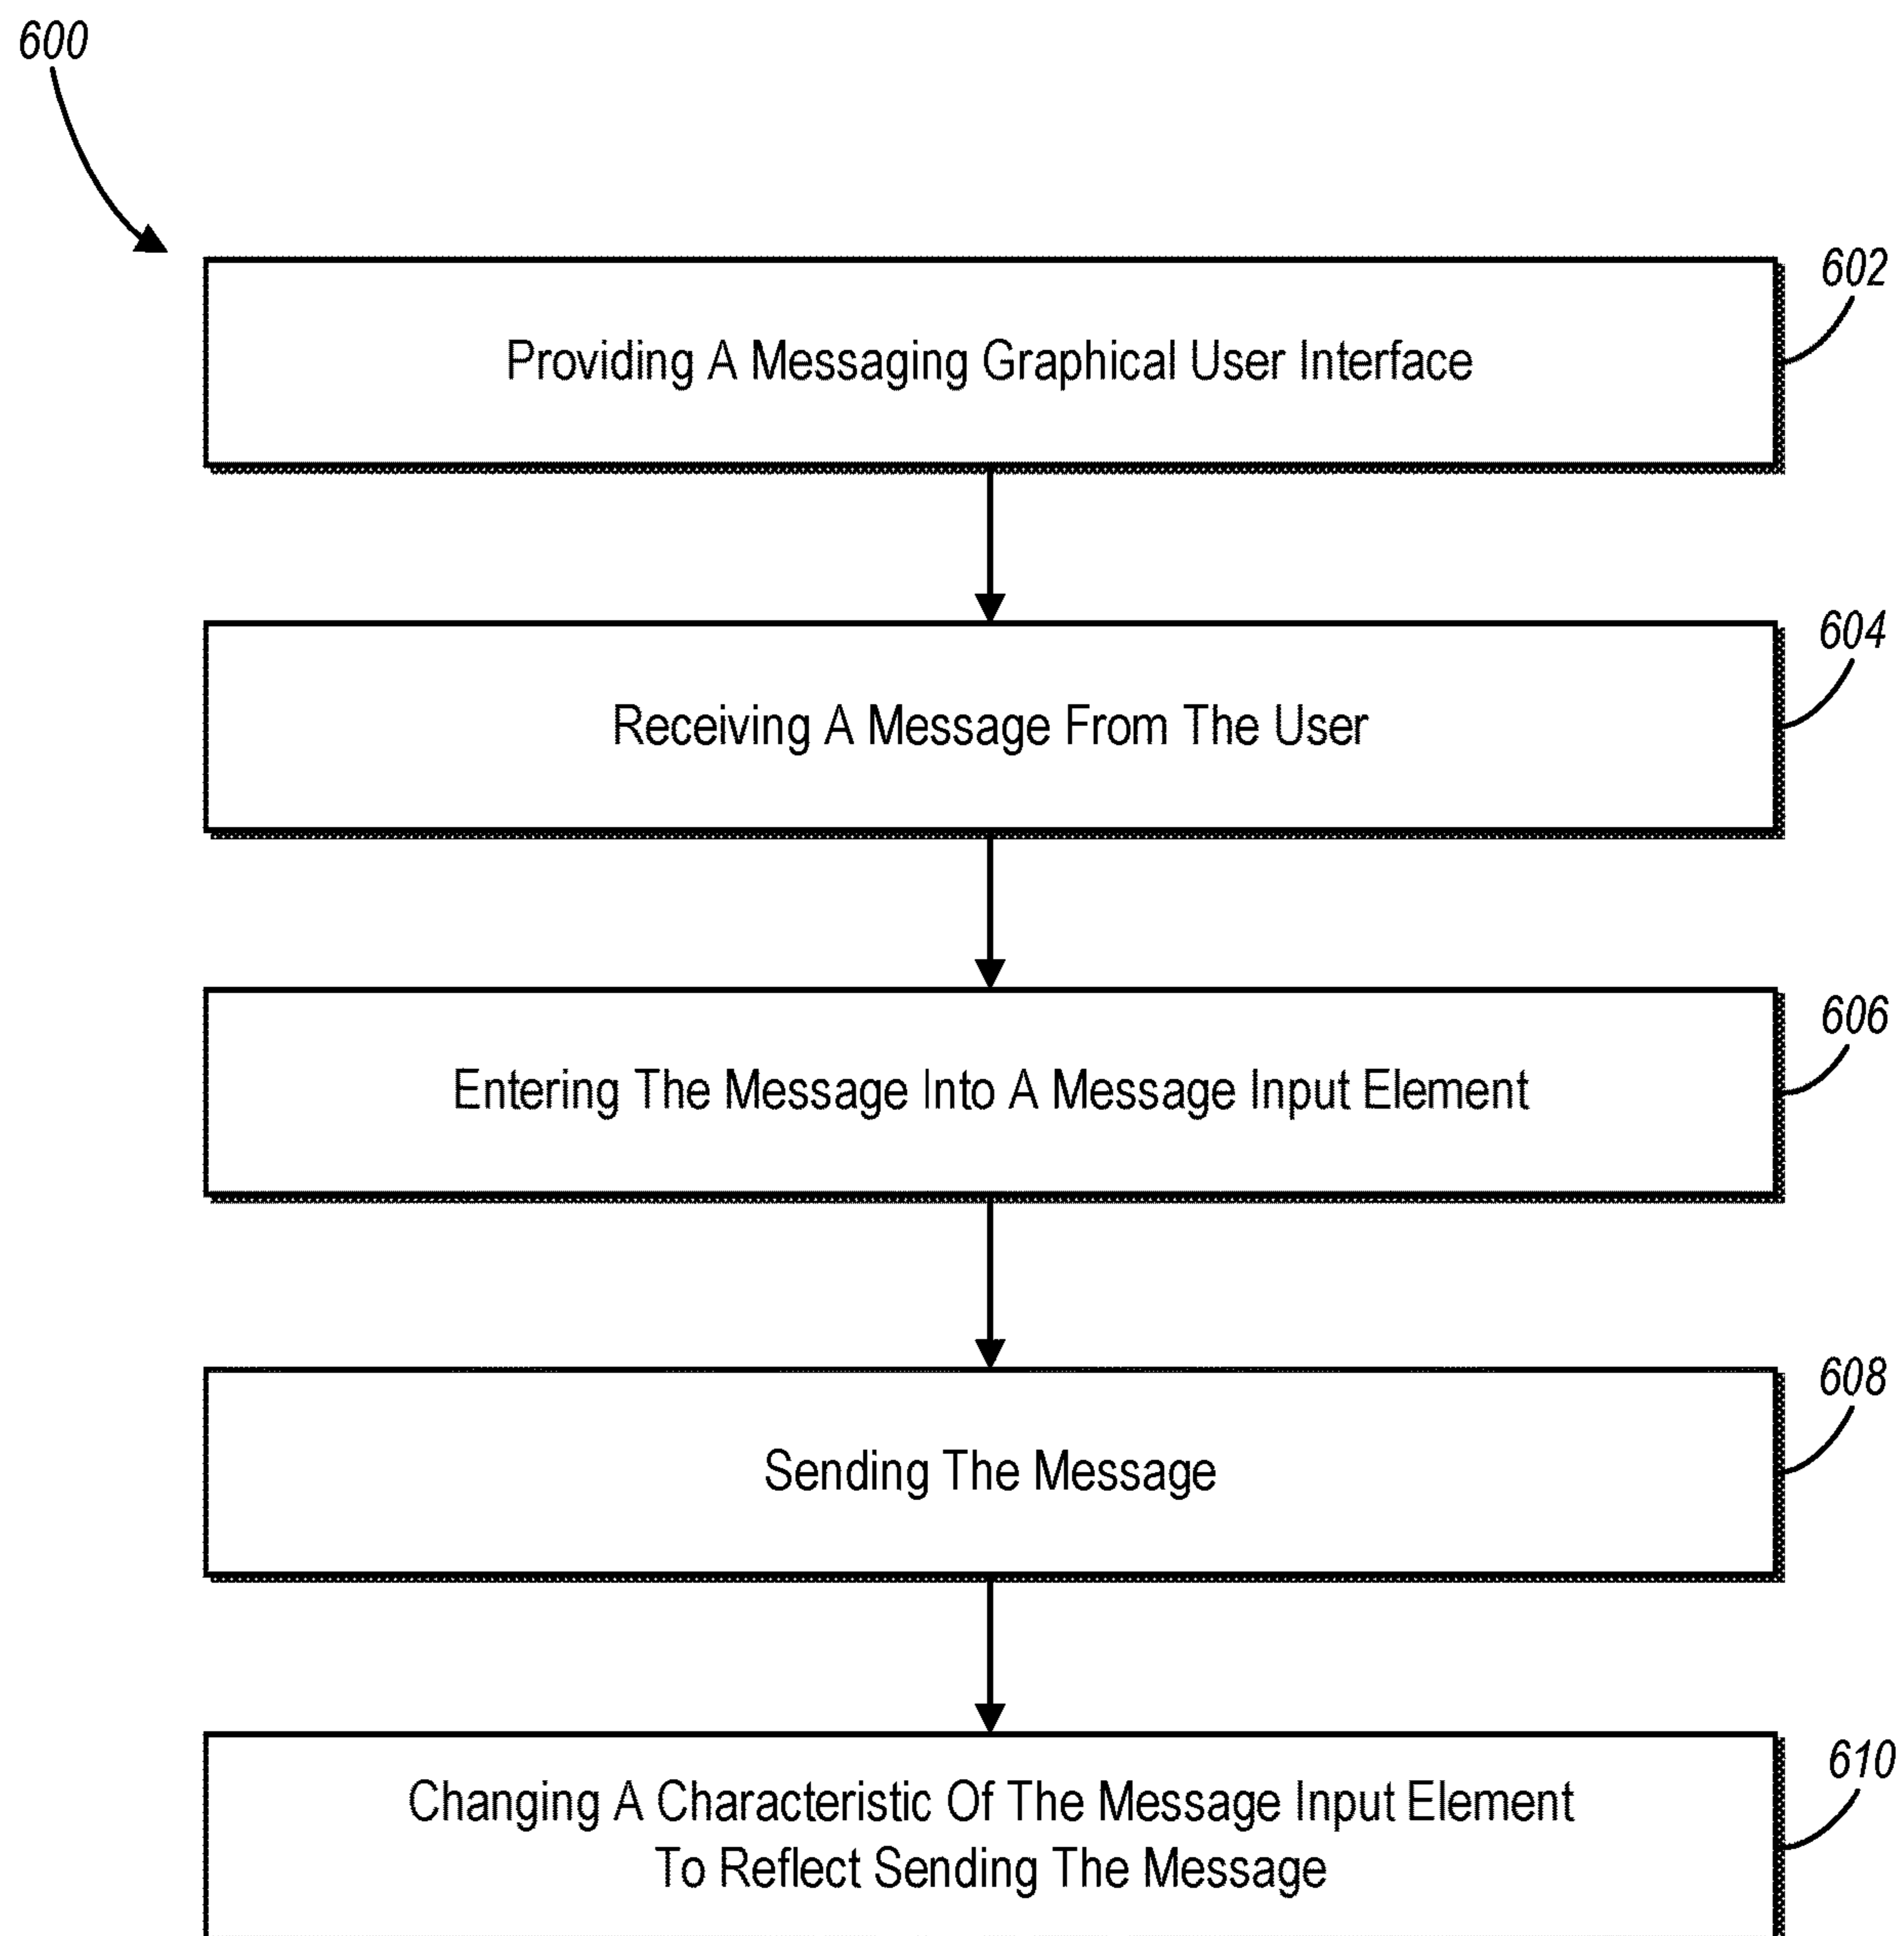 600
602
Providing A Messaging Graphical User Interface
604
Receiving A Message From The User
606
Entering The Message Into A Message Input Element
608
Sending The Message
610
Changing A Characteristic Of The Message Input Element
To Reflect Sending The Message